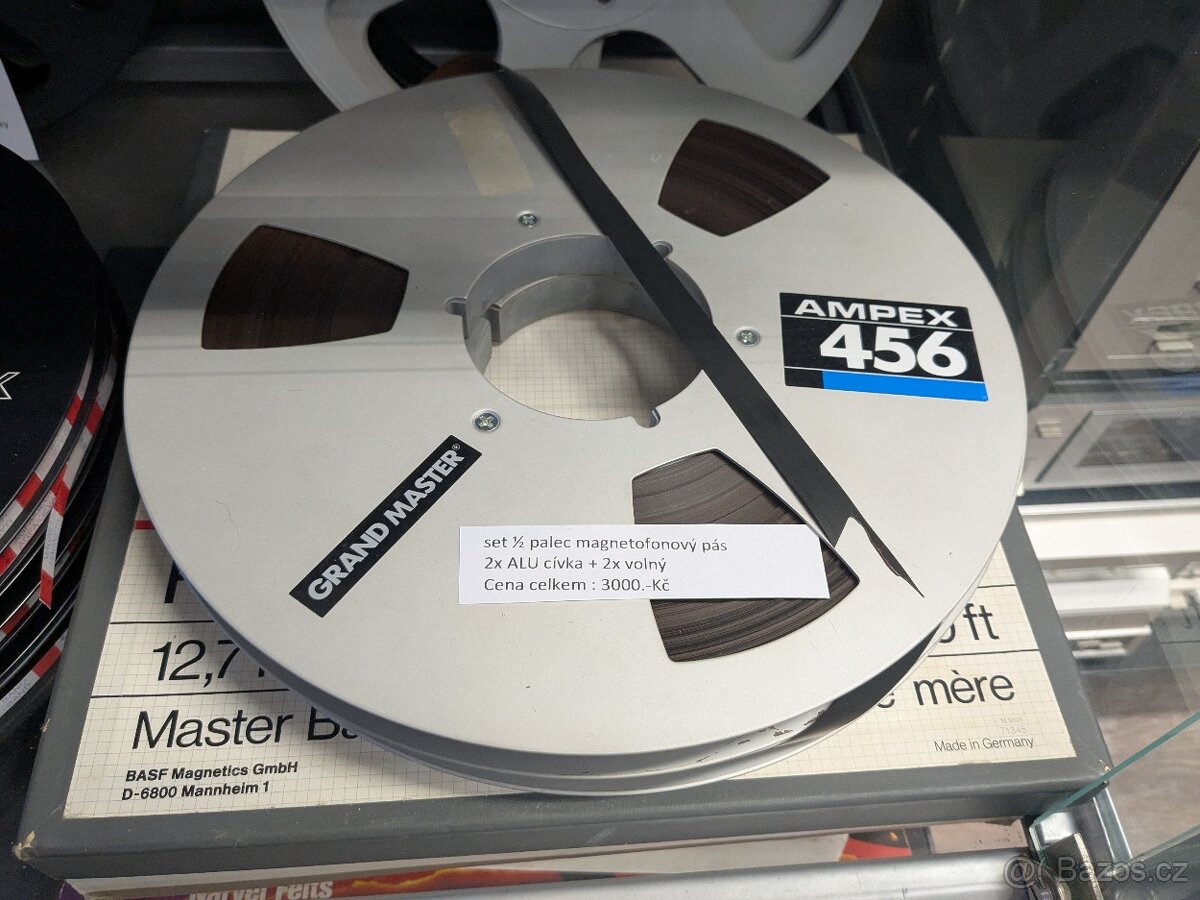 AMPEX
456
GRAND MASTER®
set ½ palec magnetofonový pás
2x ALU cívka + 2x volný
Cena celkem : 3000.-Kč
ft
12,7
mère
Master
Made in Germany
BASF Magnetics GmbH
D-6800 Mannheim 1
© Bazos.cz